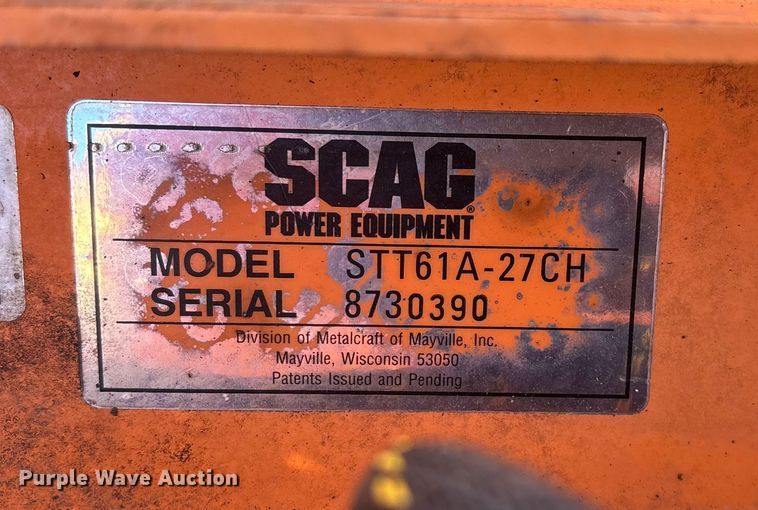 SCAG®
POWER EQUIPMENT
MODEL STT61A-27CH
SERIAL 8730390
Division of Metalcraft of Mayville, Inc.
Mayville, Wisconsin 53050
Patents Issued and Pending
Purple Wave Auction